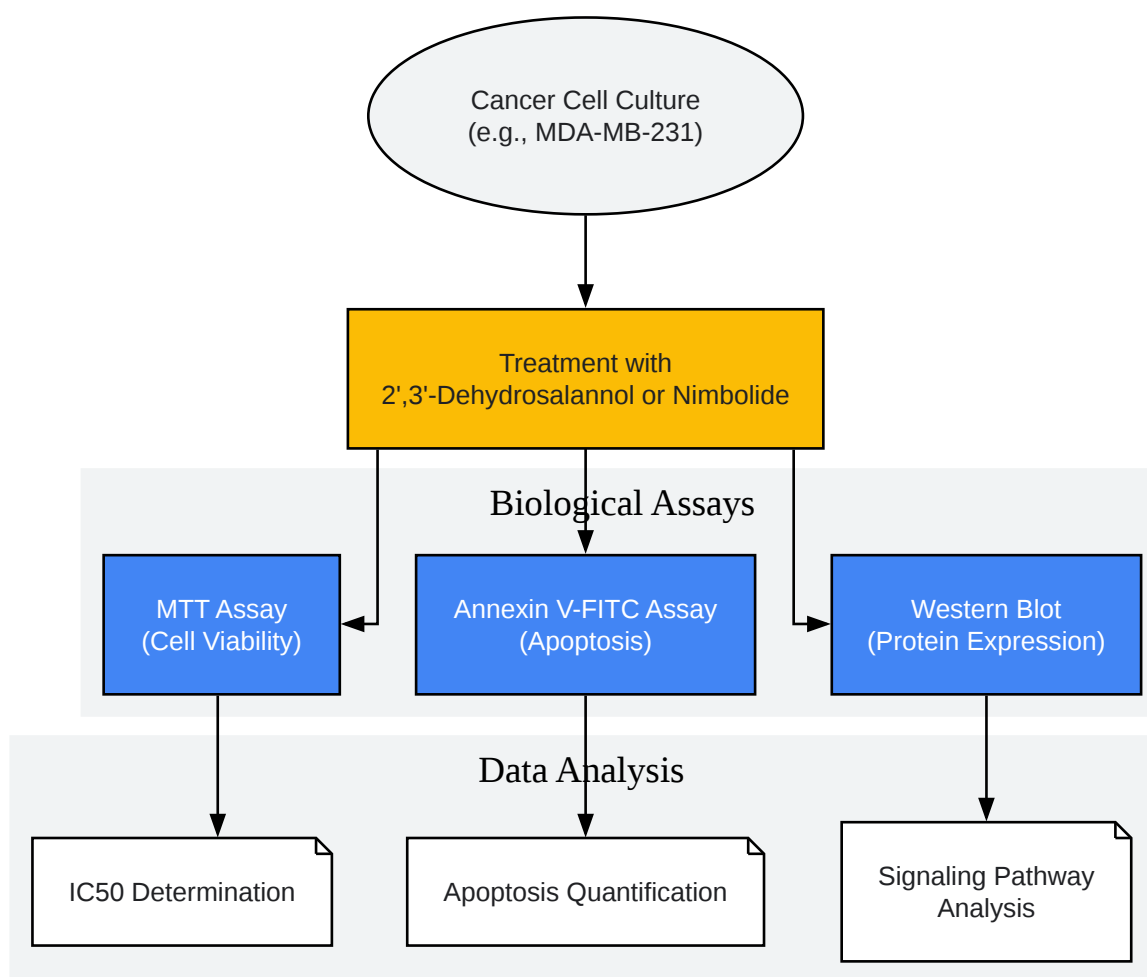 Cancer Cell Culture
(e.g., MDA-MB-231)
Treatment with
2',3'-Dehydrosalannol or Nimbolide
Biological Assays
MTT Assay
(Cell Viability)
Annexin V-FITC Assay
(Apoptosis)
Western Blot
(Protein Expression)
Data Analysis
IC50 Determination
Apoptosis Quantification
Signaling Pathway
Analysis